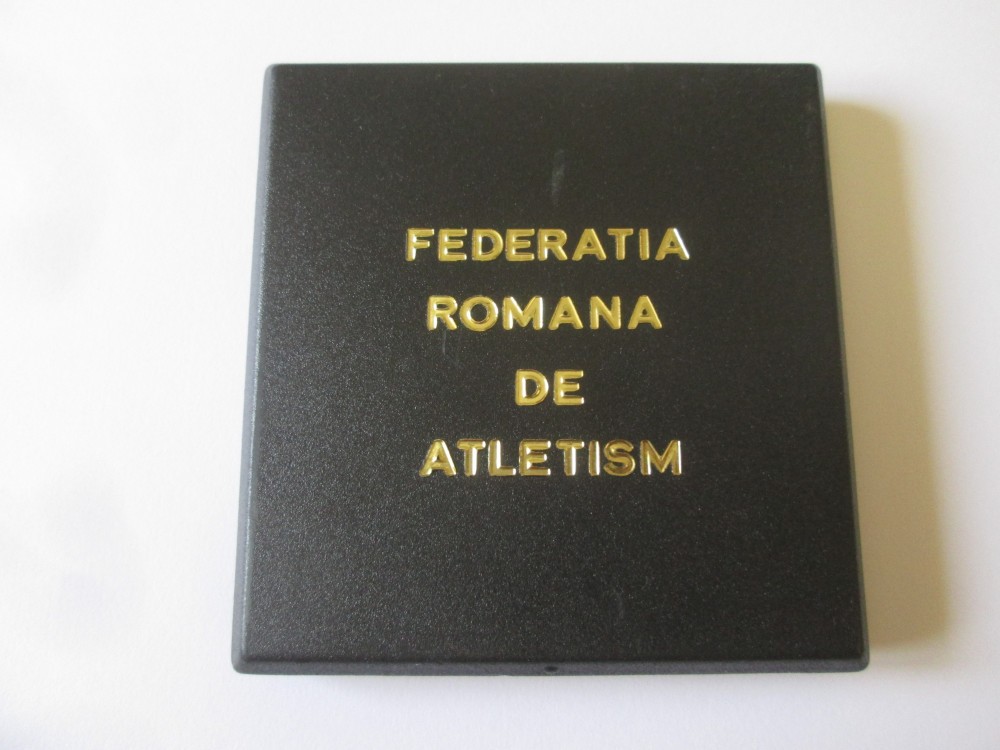 FEDERATIA
ROMANA
DE
ATLETISM